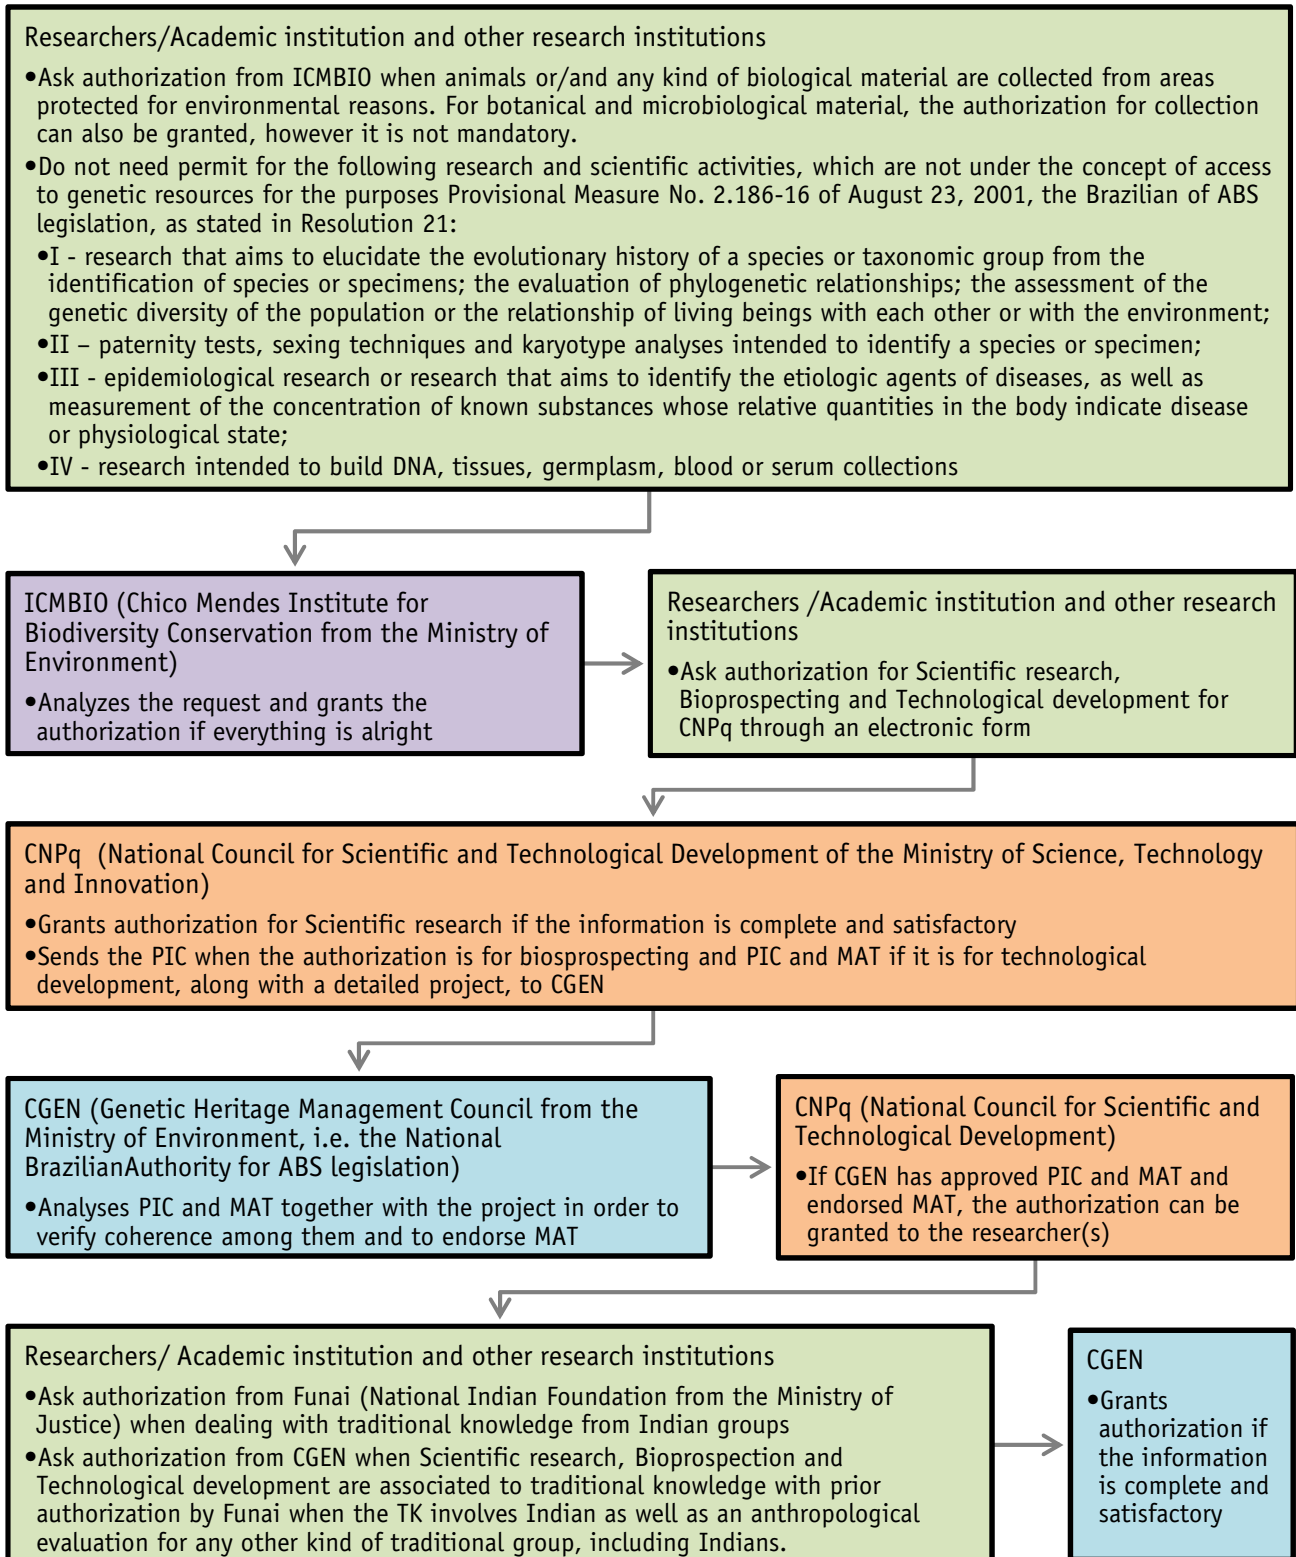 Researchers/Academic institution and other research institutions
•Ask authorization from ICMBIO when animals or/and any kind of biological material are collected from areas
protected for environmental reasons. For botanical and microbiological material, the authorization for collection
can also be granted, however it is not mandatory.
•Do not need permit for the following research and scientific activities, which are not under the concept of access
to genetic resources for the purposes Provisional Measure No. 2.186-16 of August 23, 2001, the Brazilian of ABS
legislation, as stated in Resolution 21:
•I - research that aims to elucidate the evolutionary history of a species or taxonomic group from the
identification of species or specimens; the evaluation of phylogenetic relationships; the assessment of the
genetic diversity of the population or the relationship of living beings with each other or with the environment;
•II – paternity tests, sexing techniques and karyotype analyses intended to identify a species or specimen;
•III - epidemiological research or research that aims to identify the etiologic agents of diseases, as well as
measurement of the concentration of known substances whose relative quantities in the body indicate disease
or physiological state;
•IV - research intended to build DNA, tissues, germplasm, blood or serum collections
ICMBIO (Chico Mendes Institute for
Biodiversity Conservation from the Ministry of
Environment)
•Analyzes the request and grants the
authorization if everything is alright
Researchers /Academic institution and other research
institutions
•Ask authorization for Scientific research,
Bioprospecting and Technological development for
CNPq through an electronic form
CNPq (National Council for Scientific and Technological Development of the Ministry of Science, Technology
and Innovation)
•Grants authorization for Scientific research if the information is complete and satisfactory
•Sends the PIC when the authorization is for biosprospecting and PIC and MAT if it is for technological
development, along with a detailed project, to CGEN
CGEN (Genetic Heritage Management Council from the
Ministry of Environment, i.e. the National
BrazilianAuthority for ABS legislation)
•Analyses PIC and MAT together with the project in order to
verify coherence among them and to endorse MAT
CNPq (National Council for Scientific and
Technological Development)
•If CGEN has approved PIC and MAT and
endorsed MAT, the authorization can be
granted to the researcher(s)
Researchers/ Academic institution and other research institutions
•Ask authorization from Funai (National Indian Foundation from the Ministry of
Justice) when dealing with traditional knowledge from Indian groups
•Ask authorization from CGEN when Scientific research, Bioprospection and
Technological development are associated to traditional knowledge with prior
authorization by Funai when the TK involves Indian as well as an anthropological
evaluation for any other kind of traditional group, including Indians.
CGEN
•Grants
authorization if
the information
is complete and
satisfactory